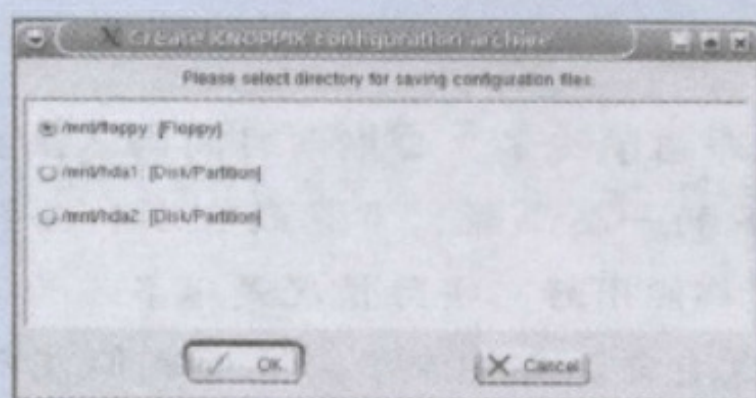 Create KNOPPIX configuration archive
Please select directory for saving configuration files
/mnt/floppy: [Floppy]
/mnt/hda1: [Disk/Partition]
/mnt/hda2: [Disk/Partition]
OK
Cancel